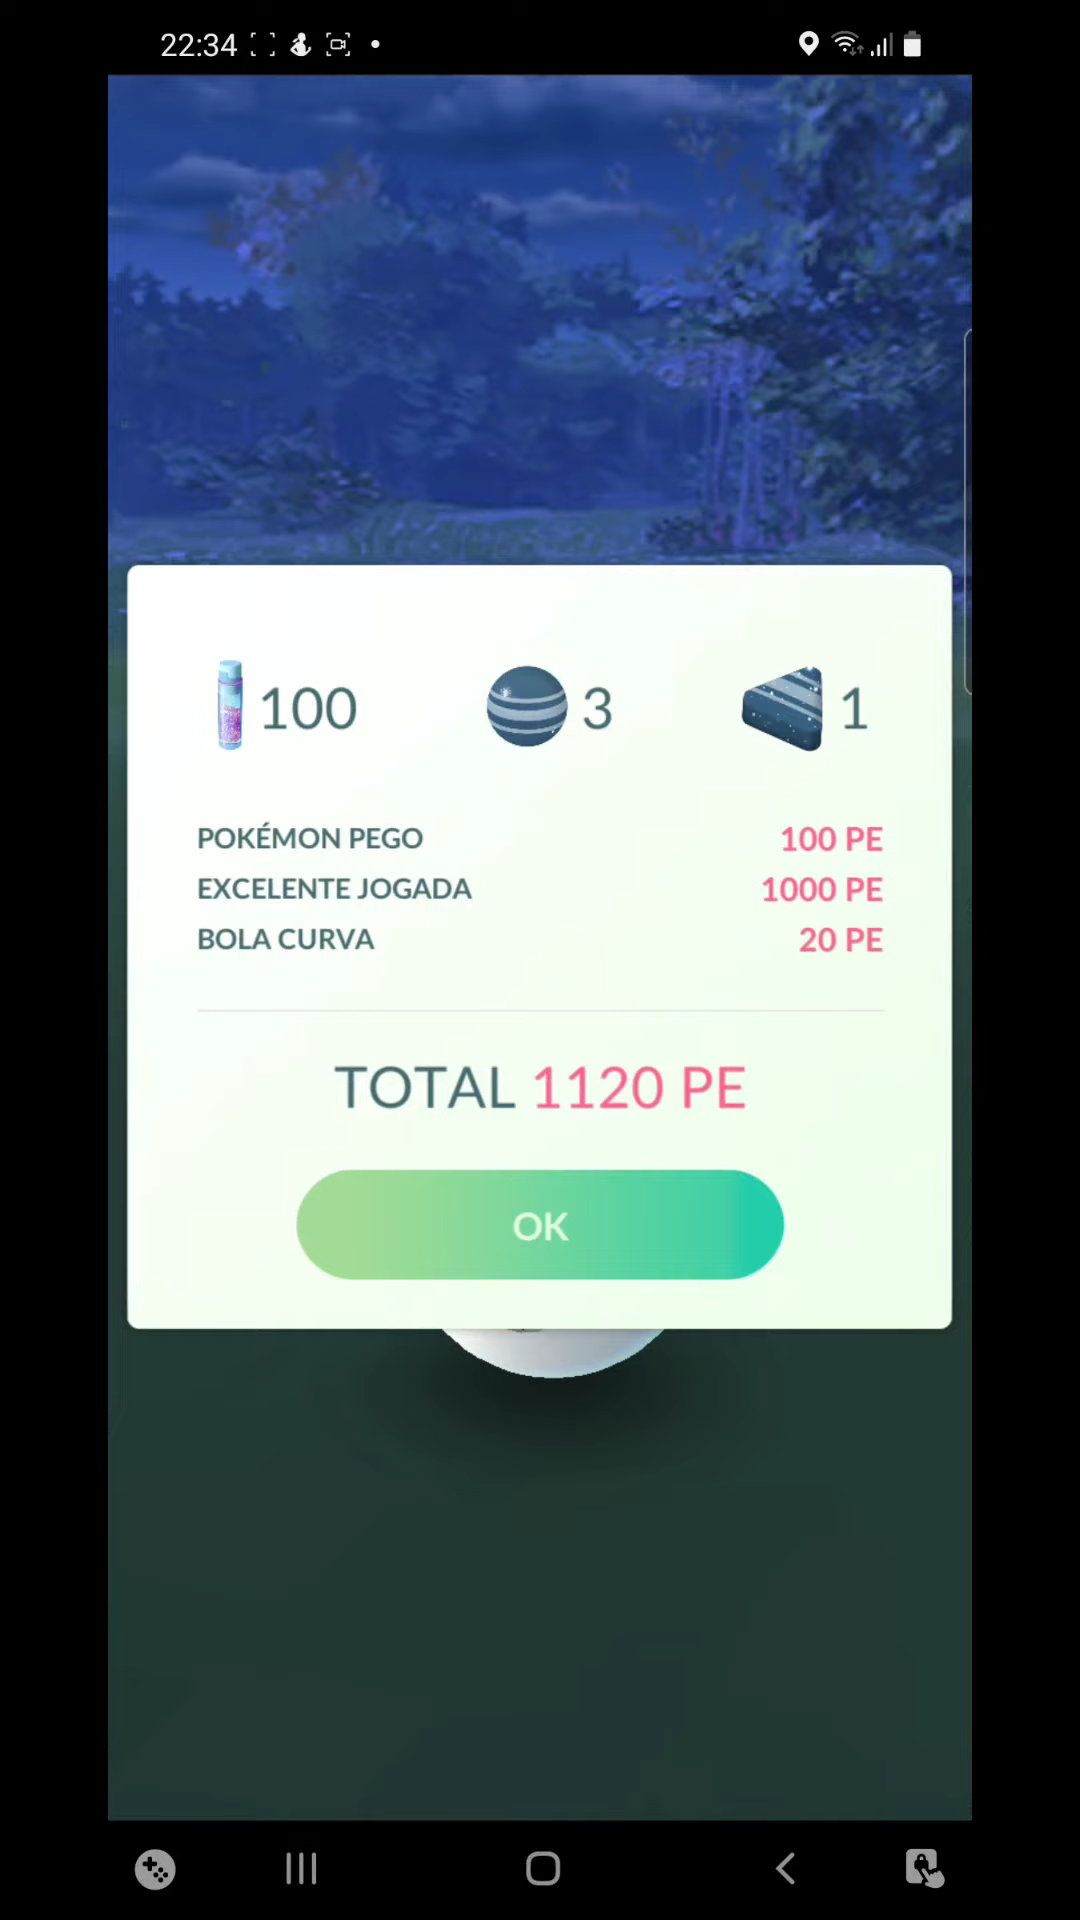 22:34
100 3 1
POKÉMON PEGO 100 PE
EXCELENTE JOGADA 1000 PE
BOLA CURVA 20 PE
TOTAL 1120 PE
OK